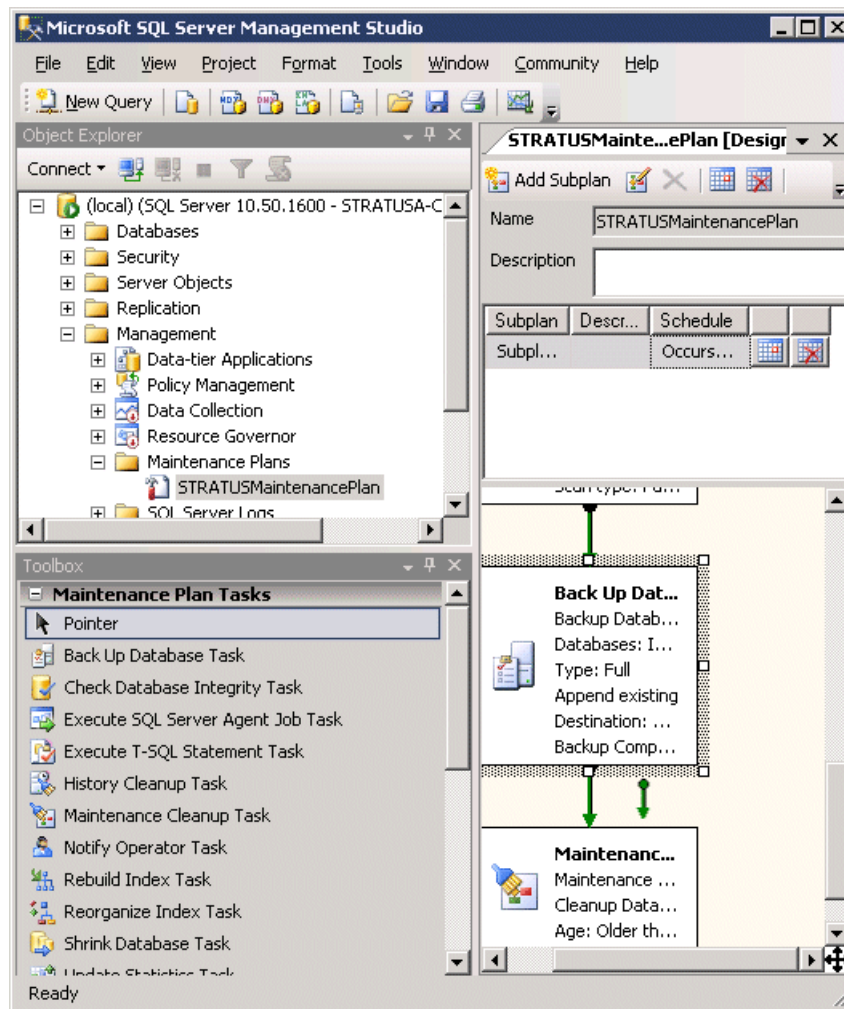 Microsoft SQL Server Management Studio
File Edit View Project Format Tools Window Community Help
New Query
Object Explorer
Connect
(local) (SQL Server 10.50.1600 - STRATUSA-C
Databases
Security
Server Objects
Replication
Management
Data-tier Applications
Policy Management
Data Collection
Resource Governor
Maintenance Plans
STRATUSMaintenancePlan
SQL Server Logs
Toolbox
Maintenance Plan Tasks
Pointer
Back Up Database Task
Check Database Integrity Task
Execute SQL Server Agent Job Task
Execute T-SQL Statement Task
History Cleanup Task
Maintenance Cleanup Task
Notify Operator Task
Rebuild Index Task
Reorganize Index Task
Shrink Database Task
Update Statistics Task
STRATUSMainte...ePlan [Design
Add Subplan
Name STRATUSMaintenancePlan
Description
Subplan Descr... Schedule
Subpl... Occurs...
Scan type: Fu...
Back Up Dat...
Backup Datab...
Databases: I...
Type: Full
Append existing
Destination: ...
Backup Comp...
Maintenanc...
Maintenance ...
Cleanup Data...
Age: Older th...
Ready